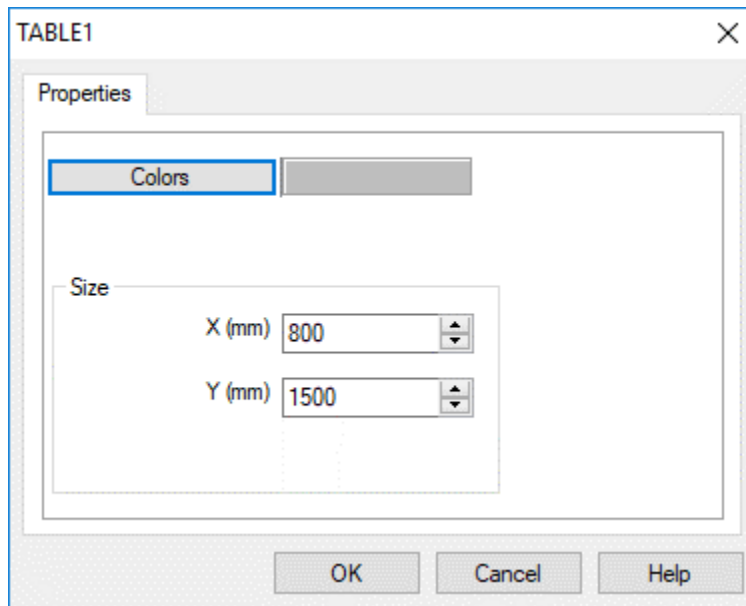 TABLE1
Properties
Colors
Size
X (mm) 800
Y (mm) 1500
OK Cancel Help